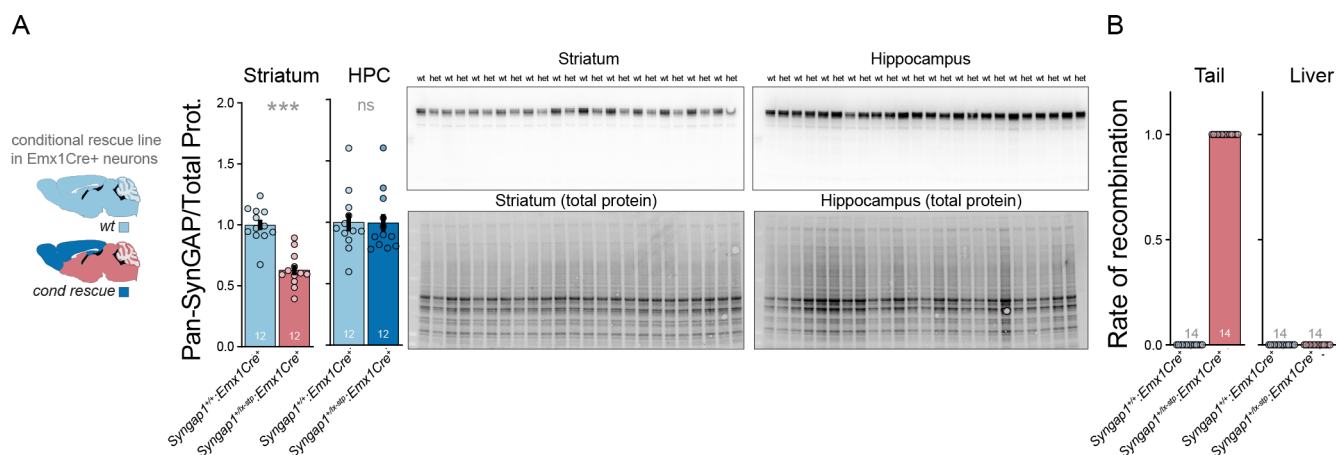 A
B
Striatum
HPC
Striatum
wt het wt het wt het wt het wt het wt het wt het wt het wt het wt het wt het wt het
Hippocampus
wt het wt het wt het wt het wt het wt het wt het wt het wt het wt het wt het wt het
Tail
Liver
conditional rescue line
in Emx1Cre+ neurons
wt
cond rescue
Pan-SynGAP/Total Prot.
2.0
1.5
1.0
0.5
0.0
***
ns
12
12
12
12
Syngap1+/+:Emx1Cre+
Syngap1+/lx-stp:Emx1Cre+
Syngap1+/+:Emx1Cre+
Syngap1+/lx-stp:Emx1Cre+
Striatum (total protein)
Hippocampus (total protein)
Rate of recombination
1.0
0.5
0.0
14
14
14
14
Syngap1+/+:Emx1Cre+
Syngap1+/lx-stp:Emx1Cre+
Syngap1+/+:Emx1Cre+
Syngap1+/lx-stp:Emx1Cre+